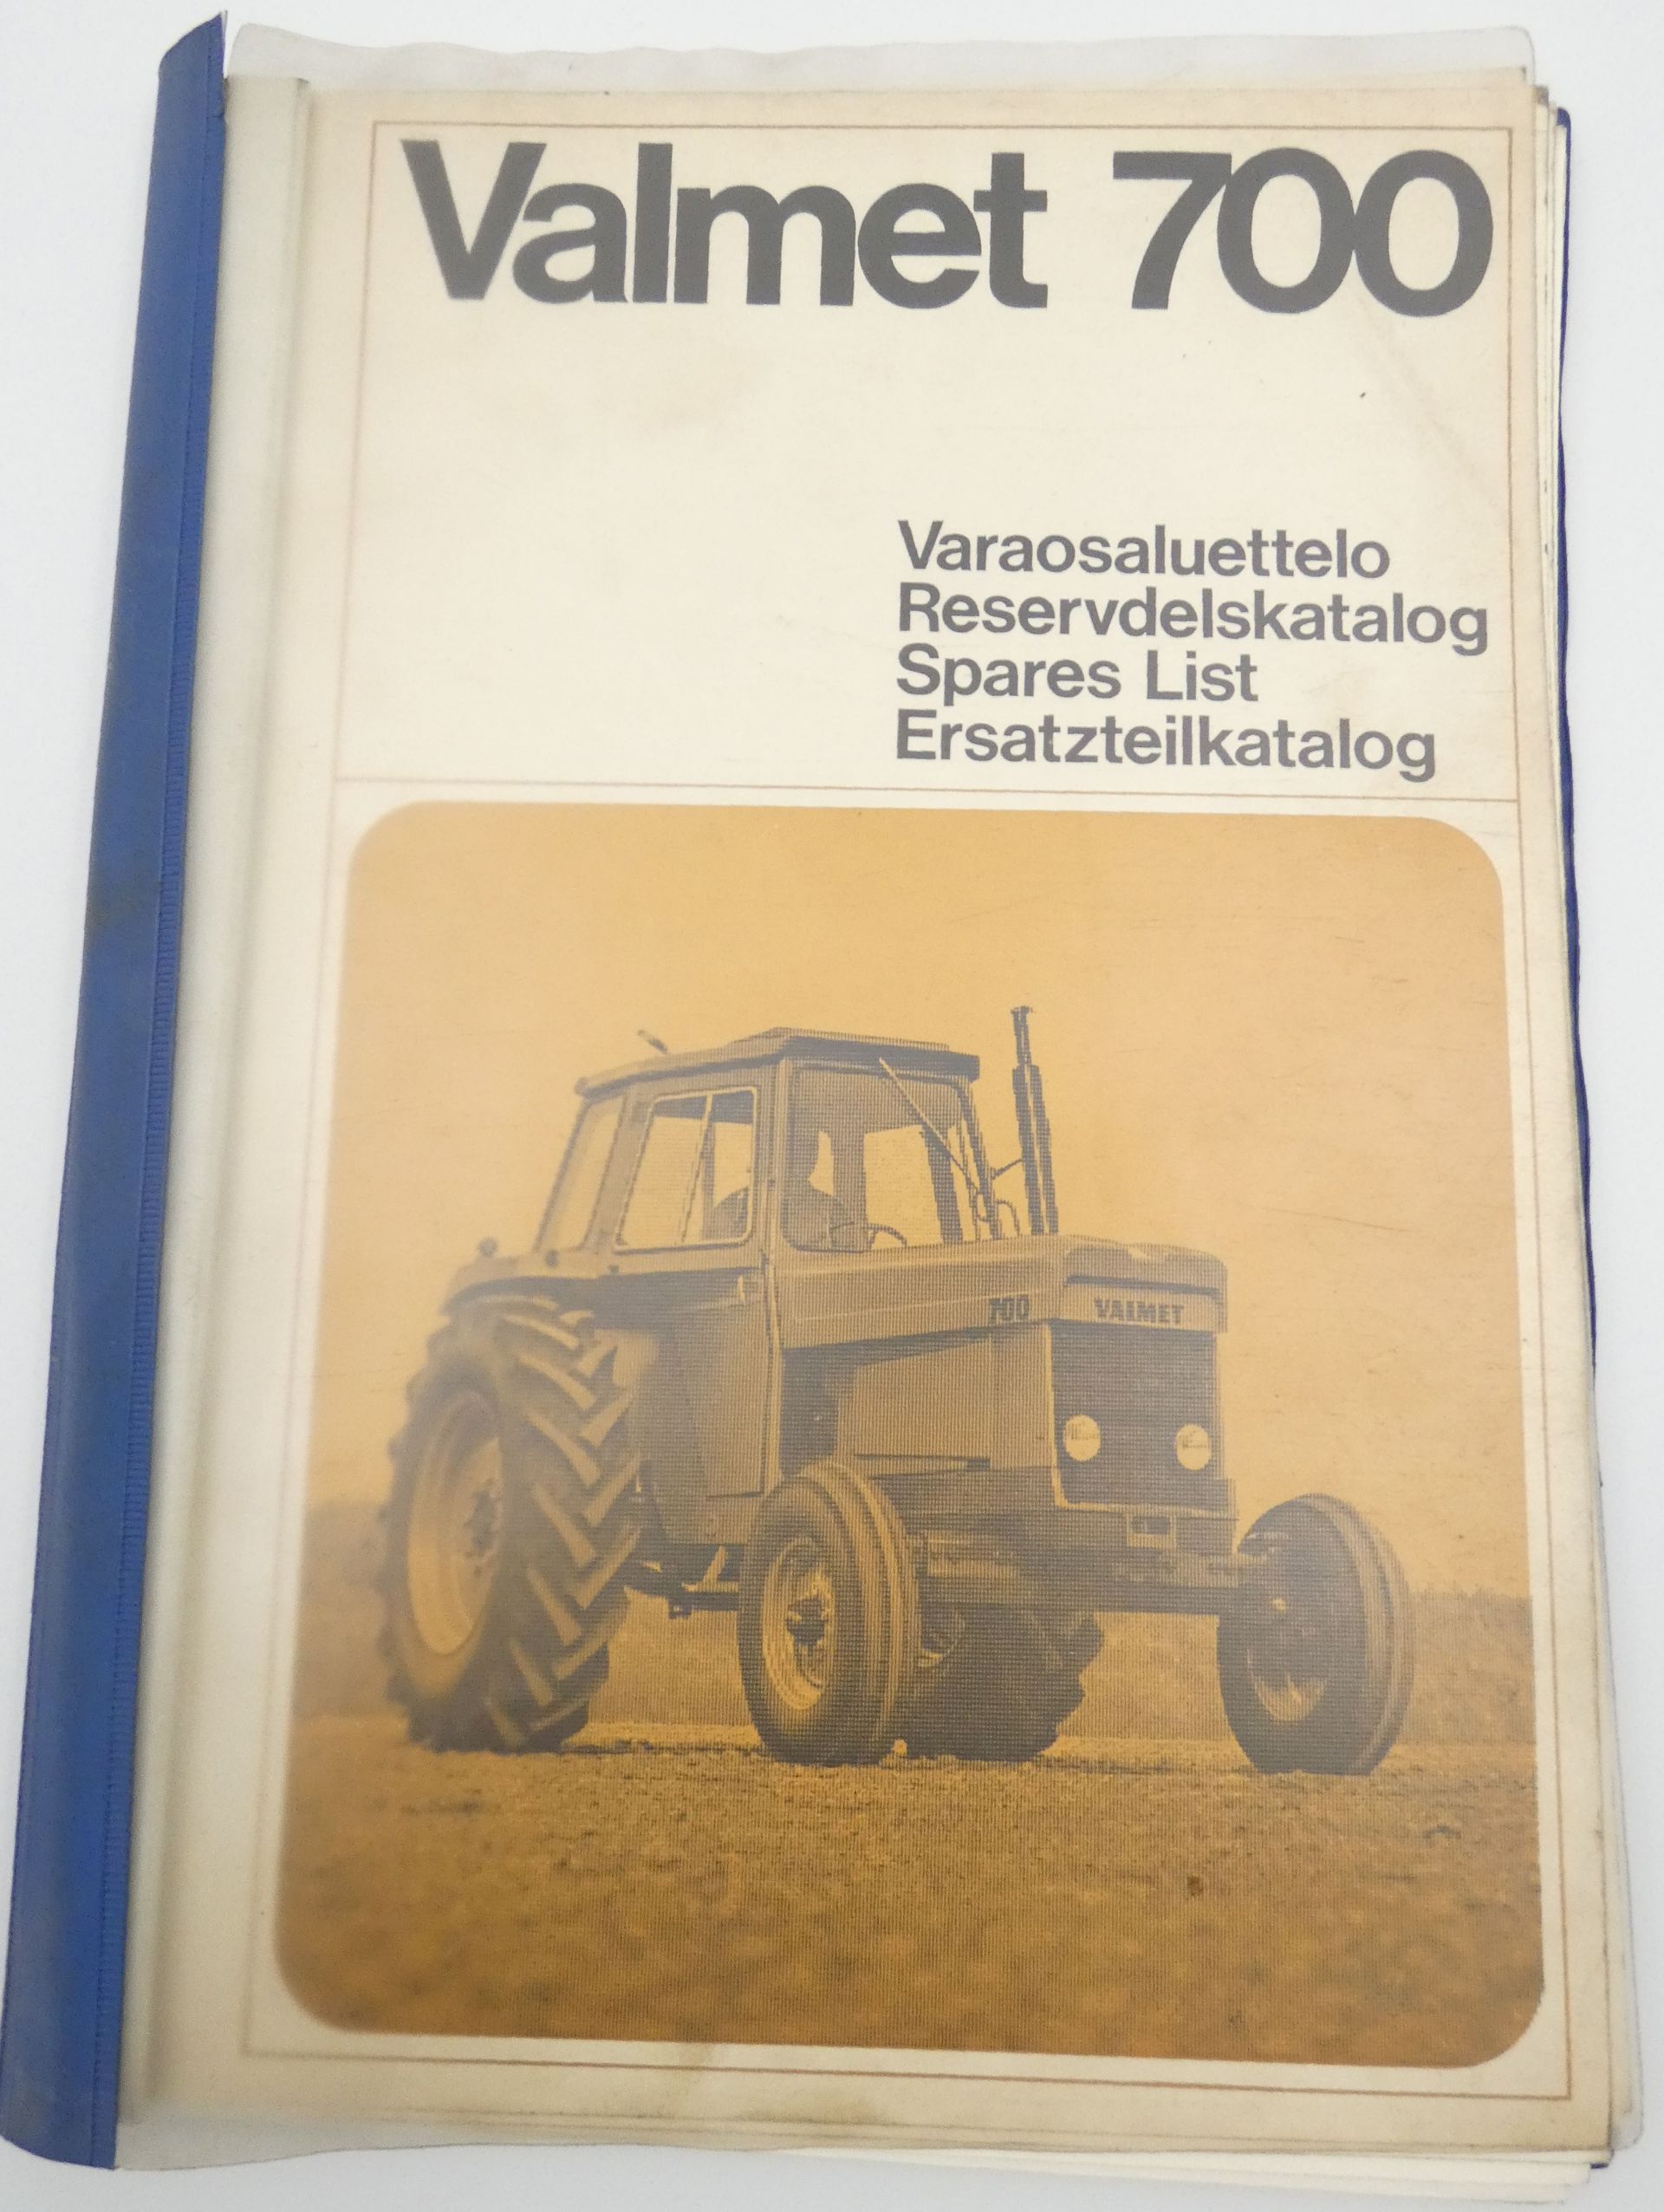 Valmet 700
Varaosaluettelo
Reservdelskatalog
Spares List
Ersatzteilkatalog
700 VALMET